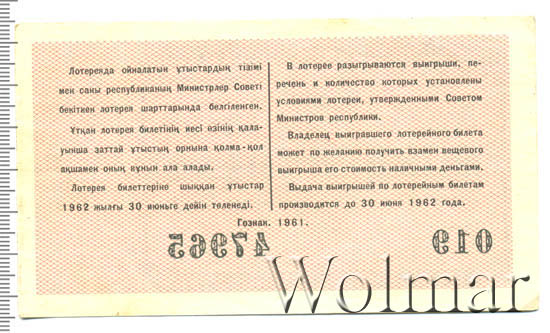 Лотереяда ойналатын ұтыстардың тізімі
мен саны республиканың Министрлер Советі
бекіткен лотерея шарттарында белгіленген.
Ұтқан лотерея билетінің иесі өзінің қала-
уынша заттай ұтыстың орнына қолма-қол
ақшамен оның құнын ала алады.
Лотерея билеттеріне шыққан ұтыстар
1962 жылғы 30 июньге дейін төленеді.
В лотерее разыгрываются выигрыши, пе-
речень и количество которых установлены
условиями лотереи, утвержденными Советом
Министров республики.
Владелец выигравшего лотерейного билета
может по желанию получить взамен вещевого
выигрыша его стоимость наличными деньгами.
Выдача выигрышей по лотерейным билетам
производится до 30 июня 1962 года.
Гознак. 1961.
47965
019
Wolmar